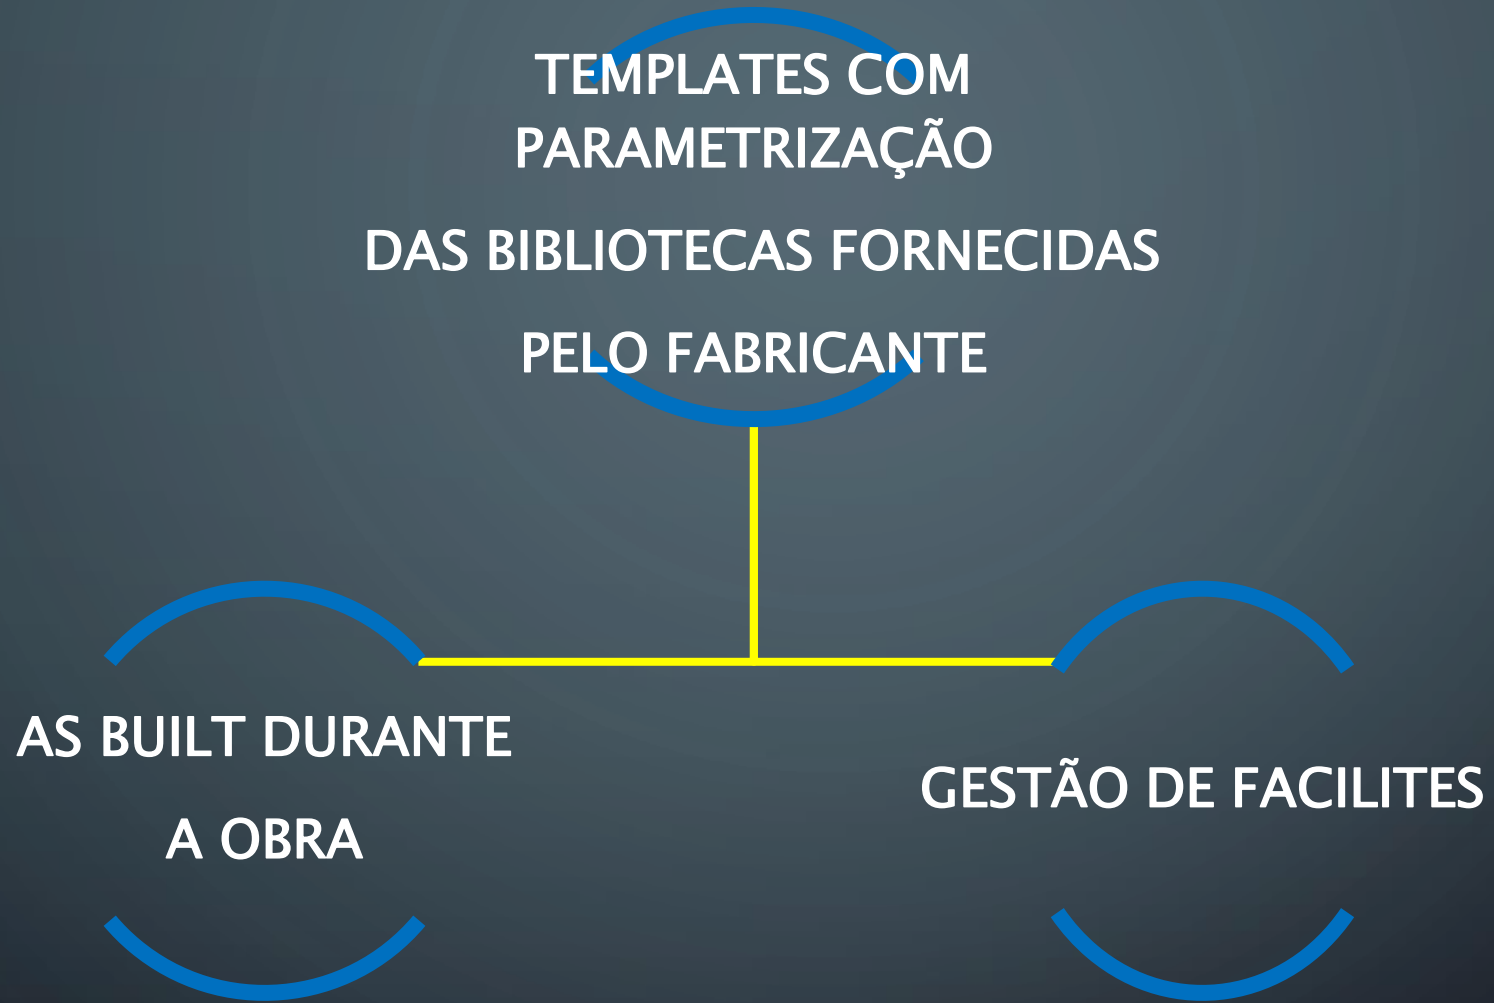 TEMPLATES COM
PARAMETRIZAÇÃO
DAS BIBLIOTECAS FORNECIDAS
PELO FABRICANTE
AS BUILT DURANTE
A OBRA
GESTÃO DE FACILITES